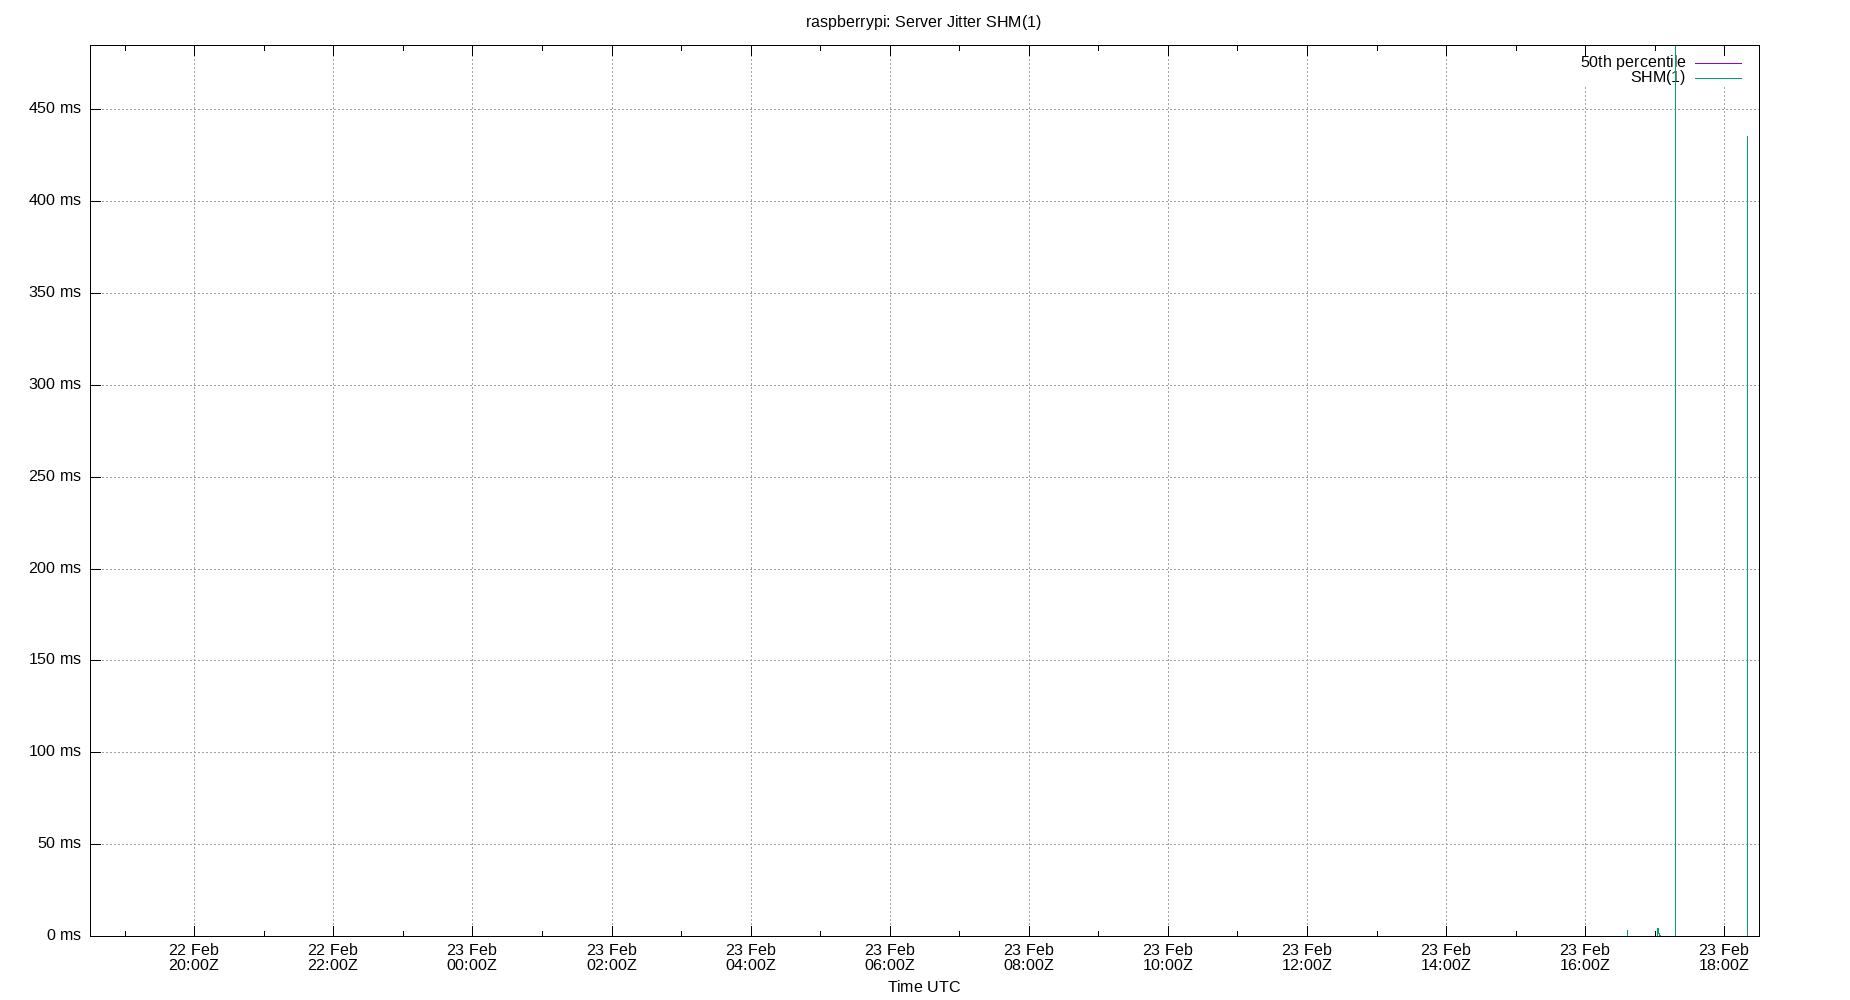 raspberrypi: Server Jitter SHM(1)
50th percentile
SHM(1)
450 ms
400 ms
350 ms
300 ms
250 ms
200 ms
150 ms
100 ms
50 ms
0 ms
22 Feb 22 Feb 23 Feb 23 Feb 23 Feb 23 Feb 23 Feb 23 Feb 23 Feb 23 Feb 23 Feb 23 Feb
20:00Z 22:00Z 00:00Z 02:00Z 04:00Z 06:00Z 08:00Z 10:00Z 12:00Z 14:00Z 16:00Z 18:00Z
Time UTC